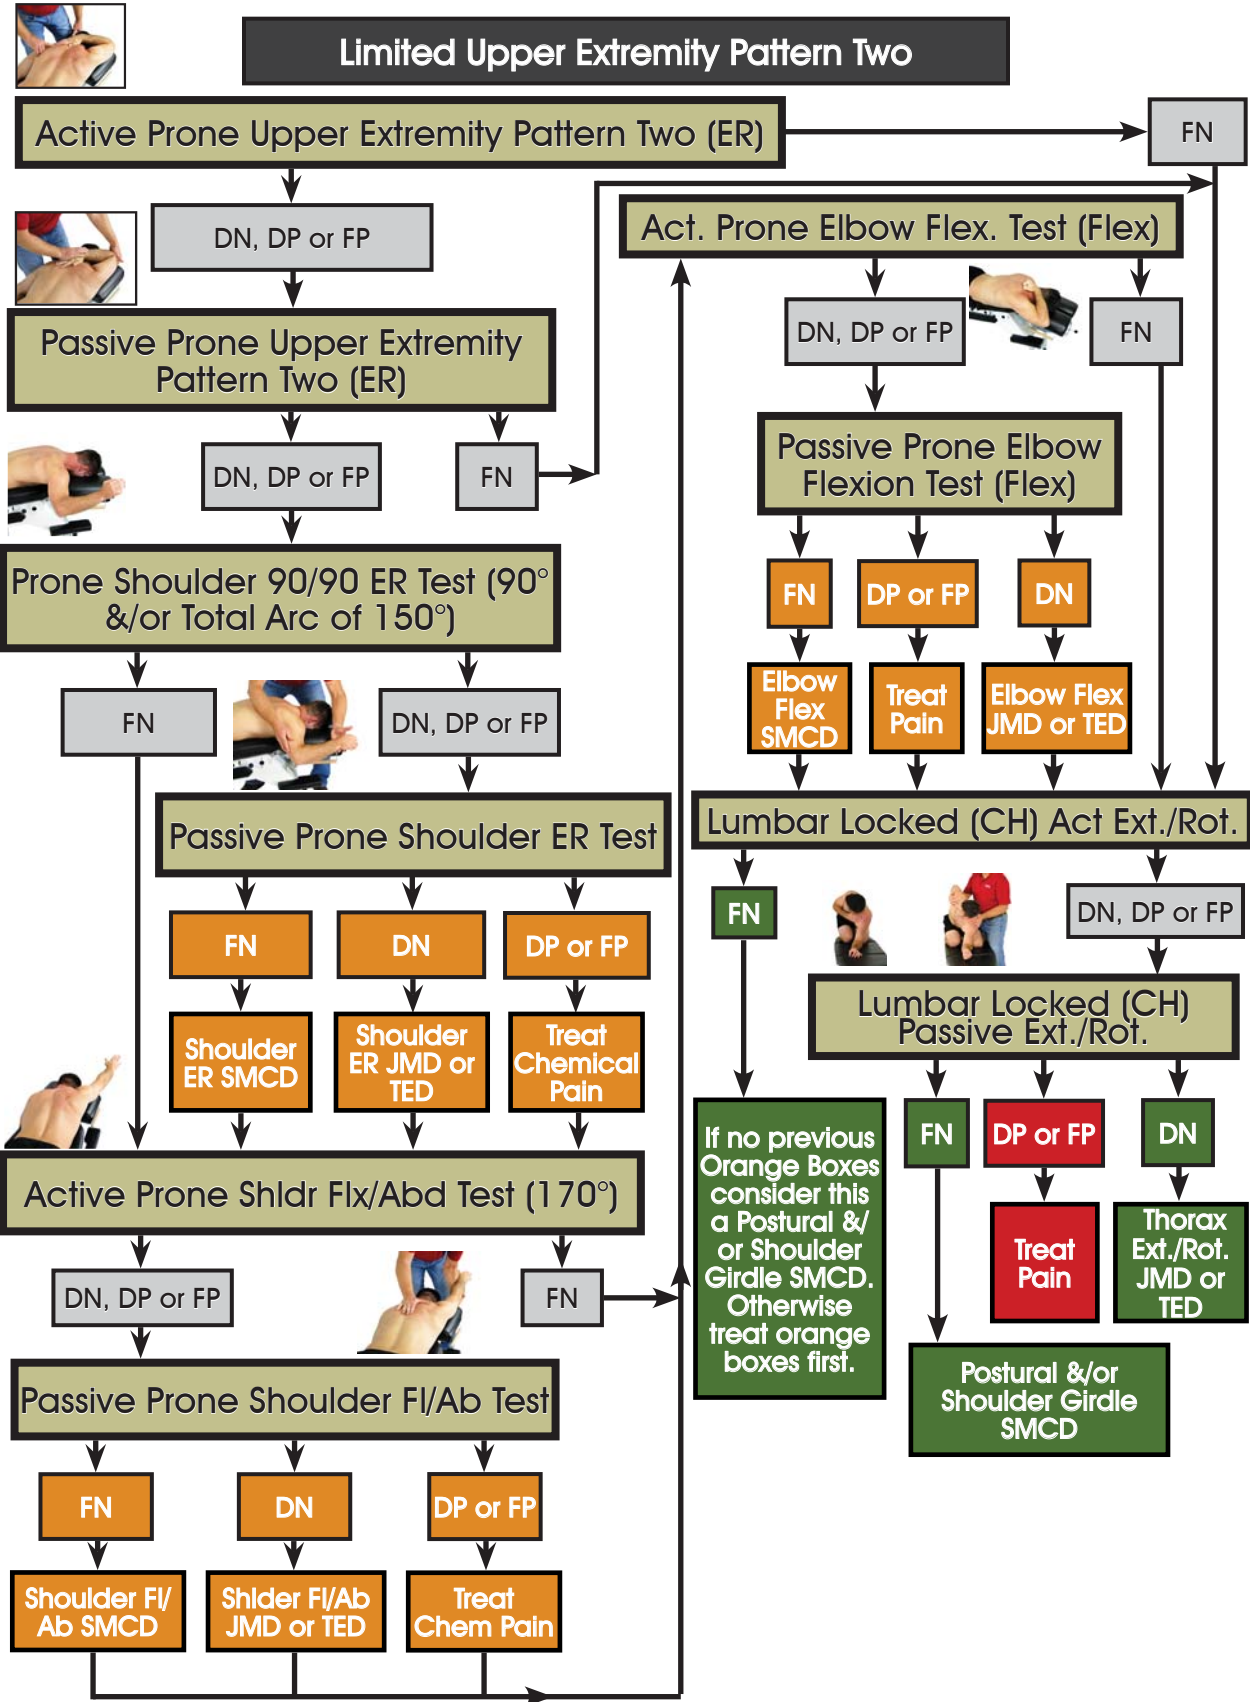 Limited Upper Extremity Pattern Two
Active Prone Upper Extremity Pattern Two (ER)
FN
DN, DP or FP
Passive Prone Upper Extremity
Pattern Two (ER)
DN, DP or FP
FN
Prone Shoulder 90/90 ER Test (90°
&/or Total Arc of 150°)
FN
DN, DP or FP
Passive Prone Shoulder ER Test
FN
DN
DP or FP
Shoulder
ER SMCD
Shoulder
ER JMD or
TED
Treat
Chemical
Pain
Active Prone Shldr Flx/Abd Test (170°)
DN, DP or FP
FN
Passive Prone Shoulder Fl/Ab Test
FN
DN
DP or FP
Shoulder Fl/
Ab SMCD
Shlder Fl/Ab
JMD or TED
Treat
Chem Pain
Act. Prone Elbow Flex. Test (Flex)
DN, DP or FP
FN
Passive Prone Elbow
Flexion Test (Flex)
FN
DP or FP
DN
Elbow
Flex
SMCD
Treat
Pain
Elbow Flex
JMD or TED
Lumbar Locked (CH) Act Ext./Rot.
FN
DN, DP or FP
Lumbar Locked (CH)
Passive Ext./Rot.
FN
DP or FP
DN
If no previous
Orange Boxes
consider this
a Postural &/
or Shoulder
Girdle SMCD.
Otherwise
treat orange
boxes first.
Treat
Pain
Thorax
Ext./Rot.
JMD or
TED
Postural &/or
Shoulder Girdle
SMCD